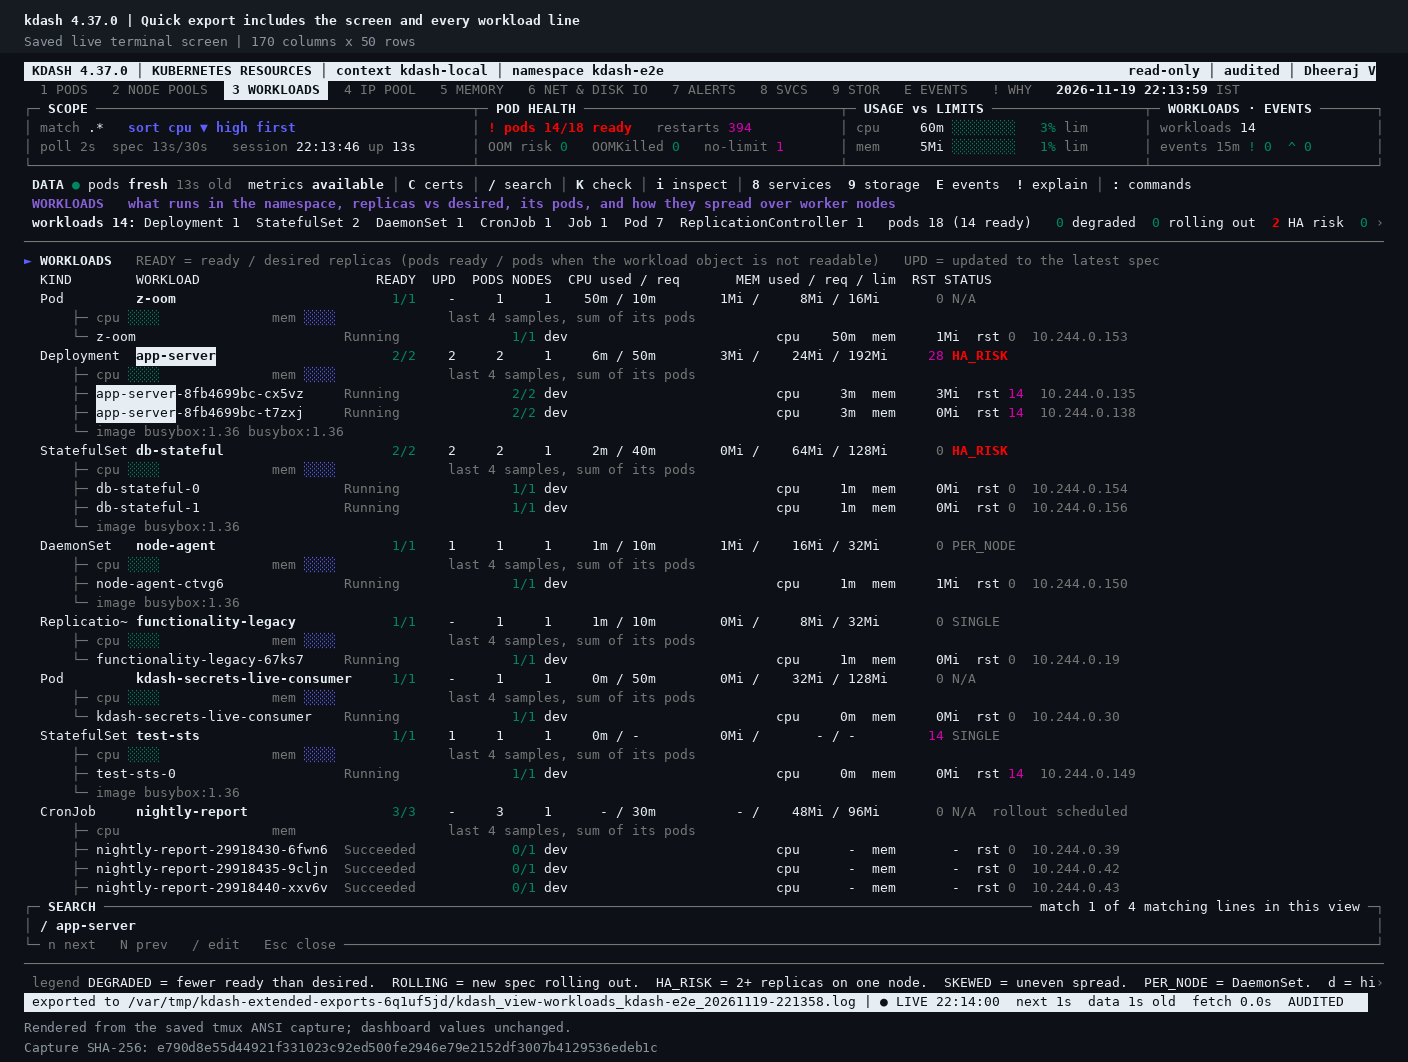 kdash 4.37.0 | Quick export includes the screen and every workload line
Saved live terminal screen | 170 columns x 50 rows
KDASH 4.37.0 │ KUBERNETES RESOURCES │ context kdash-local │ namespace kdash-e2e read-only │ audited │ Dheeraj V
1 PODS 2 NODE POOLS 3 WORKLOADS 4 IP POOL 5 MEMORY 6 NET & DISK IO 7 ALERTS 8 SVCS 9 STOR E EVENTS ! WHY 2026-11-19 22:13:59 IST
SCOPE POD HEALTH USAGE vs LIMITS WORKLOADS · EVENTS
match .* sort cpu ▼ high first │ ! pods 14/18 ready restarts 394 │ cpu 60m ░░░░░░░░ 3% lim │ workloads 14
poll 2s spec 13s/30s session 22:13:46 up 13s │ OOM risk 0 OOMKilled 0 no-limit 1 │ mem 5Mi ░░░░░░░░ 1% lim │ events 15m ! 0 ^ 0
DATA ● pods fresh 13s old metrics available │ C certs │ / search │ K check │ i inspect │ 8 services 9 storage E events ! explain │ : commands
WORKLOADS what runs in the namespace, replicas vs desired, its pods, and how they spread over worker nodes
workloads 14: Deployment 1 StatefulSet 2 DaemonSet 1 CronJob 1 Job 1 Pod 7 ReplicationController 1 pods 18 (14 ready) 0 degraded 0 rolling out 2 HA risk 0 ›
► WORKLOADS READY = ready / desired replicas (pods ready / pods when the workload object is not readable) UPD = updated to the latest spec
KIND WORKLOAD READY UPD PODS NODES CPU used / req MEM used / req / lim RST STATUS
Pod z-oom 1/1 - 1 1 50m / 10m 1Mi / 8Mi / 16Mi 0 N/A
├─ cpu ░░░░ mem ░░░░ last 4 samples, sum of its pods
└─ z-oom Running 1/1 dev cpu 50m mem 1Mi rst 0 10.244.0.153
Deployment app-server 2/2 2 2 1 6m / 50m 3Mi / 24Mi / 192Mi 28 HA_RISK
├─ cpu ░░░░ mem ░░░░ last 4 samples, sum of its pods
├─ app-server-8fb4699bc-cx5vz Running 2/2 dev cpu 3m mem 3Mi rst 14 10.244.0.135
├─ app-server-8fb4699bc-t7zxj Running 2/2 dev cpu 3m mem 0Mi rst 14 10.244.0.138
└─ image busybox:1.36 busybox:1.36
StatefulSet db-stateful 2/2 2 2 1 2m / 40m 0Mi / 64Mi / 128Mi 0 HA_RISK
├─ cpu ░░░░ mem ░░░░ last 4 samples, sum of its pods
├─ db-stateful-0 Running 1/1 dev cpu 1m mem 0Mi rst 0 10.244.0.154
├─ db-stateful-1 Running 1/1 dev cpu 1m mem 0Mi rst 0 10.244.0.156
└─ image busybox:1.36
DaemonSet node-agent 1/1 1 1 1 1m / 10m 1Mi / 16Mi / 32Mi 0 PER_NODE
├─ cpu ░░░░ mem ░░░░ last 4 samples, sum of its pods
├─ node-agent-ctvg6 Running 1/1 dev cpu 1m mem 1Mi rst 0 10.244.0.150
└─ image busybox:1.36
Replicatio~ functionality-legacy 1/1 - 1 1 1m / 10m 0Mi / 8Mi / 32Mi 0 SINGLE
├─ cpu ░░░░ mem ░░░░ last 4 samples, sum of its pods
└─ functionality-legacy-67ks7 Running 1/1 dev cpu 1m mem 0Mi rst 0 10.244.0.19
Pod kdash-secrets-live-consumer 1/1 - 1 1 0m / 50m 0Mi / 32Mi / 128Mi 0 N/A
├─ cpu ░░░░ mem ░░░░ last 4 samples, sum of its pods
└─ kdash-secrets-live-consumer Running 1/1 dev cpu 0m mem 0Mi rst 0 10.244.0.30
StatefulSet test-sts 1/1 1 1 1 0m / - 0Mi / - / - 14 SINGLE
├─ cpu ░░░░ mem ░░░░ last 4 samples, sum of its pods
├─ test-sts-0 Running 1/1 dev cpu 0m mem 0Mi rst 14 10.244.0.149
└─ image busybox:1.36
CronJob nightly-report 3/3 - 3 1 - / 30m - / 48Mi / 96Mi 0 N/A rollout scheduled
├─ cpu mem last 4 samples, sum of its pods
├─ nightly-report-29918430-6fwn6 Succeeded 0/1 dev cpu - mem - rst 0 10.244.0.39
├─ nightly-report-29918435-9cljn Succeeded 0/1 dev cpu - mem - rst 0 10.244.0.42
├─ nightly-report-29918440-xxv6v Succeeded 0/1 dev cpu - mem - rst 0 10.244.0.43
SEARCH match 1 of 4 matching lines in this view
/ app-server
n next N prev / edit Esc close
legend DEGRADED = fewer ready than desired. ROLLING = new spec rolling out. HA_RISK = 2+ replicas on one node. SKEWED = uneven spread. PER_NODE = DaemonSet. d = hi›
exported to /var/tmp/kdash-extended-exports-6q1uf5jd/kdash_view-workloads_kdash-e2e_20261119-221358.log | ● LIVE 22:14:00 next 1s data 1s old fetch 0.0s AUDITED
Rendered from the saved tmux ANSI capture; dashboard values unchanged.
Capture SHA-256: e790d8e55d44921f331023c92ed500fe2946e79e2152df3007b4129536edeb1c